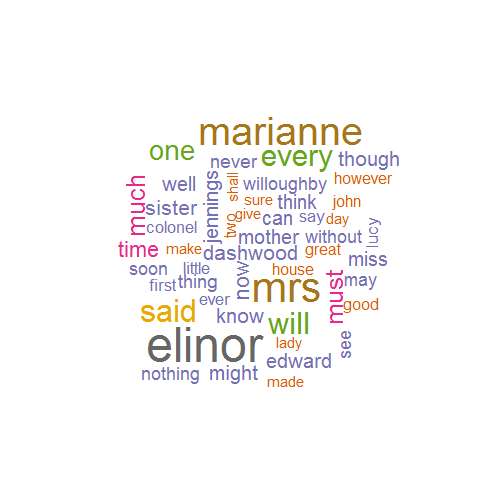 marianne
one
never
every
though
much
well
jennings
shall
willoughby
however
sister
sure
think
john
colonel
two
give
can
say
day
lucy
time
make
dashwood
mother
without
great
miss
soon
little
now
house
must
may
first
thing
ever
mrs
good
said
know
will
see
elinor
lady
edward
nothing
might
made